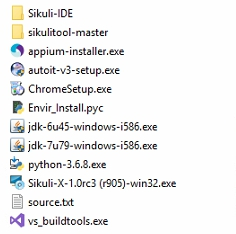 Sikuli-IDE
sikulitool-master
appium-installer.exe
autoit-v3-setup.exe
ChromeSetup.exe
Envir_Install.pyc
jdk-6u45-windows-i586.exe
jdk-7u79-windows-i586.exe
python-3.6.8.exe
Sikuli-X-1.0rc3 (r905)-win32.exe
source.txt
vs_buildtools.exe